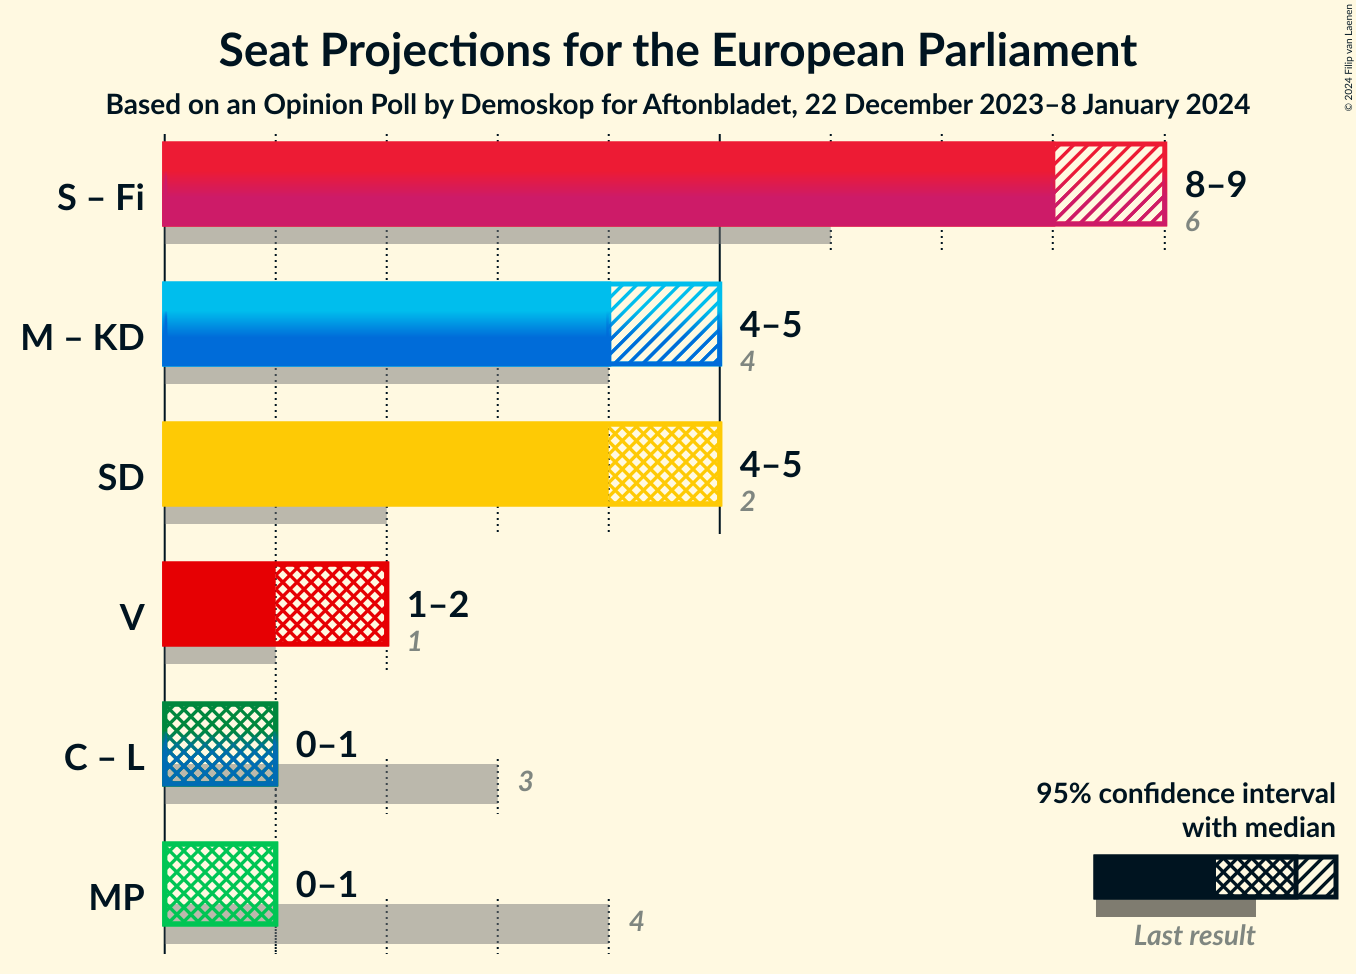 Seat Projections for the European Parliament
Based on an Opinion Poll by Demoskop for Aftonbladet, 22 December 2023–8 January 2024
© 2024 Filip van Laenen
S – Fi
8–9
6
M – KD
4–5
4
SD
4–5
2
V
1–2
1
C – L
0–1
3
MP
0–1
4
95% confidence interval
with median
Last result